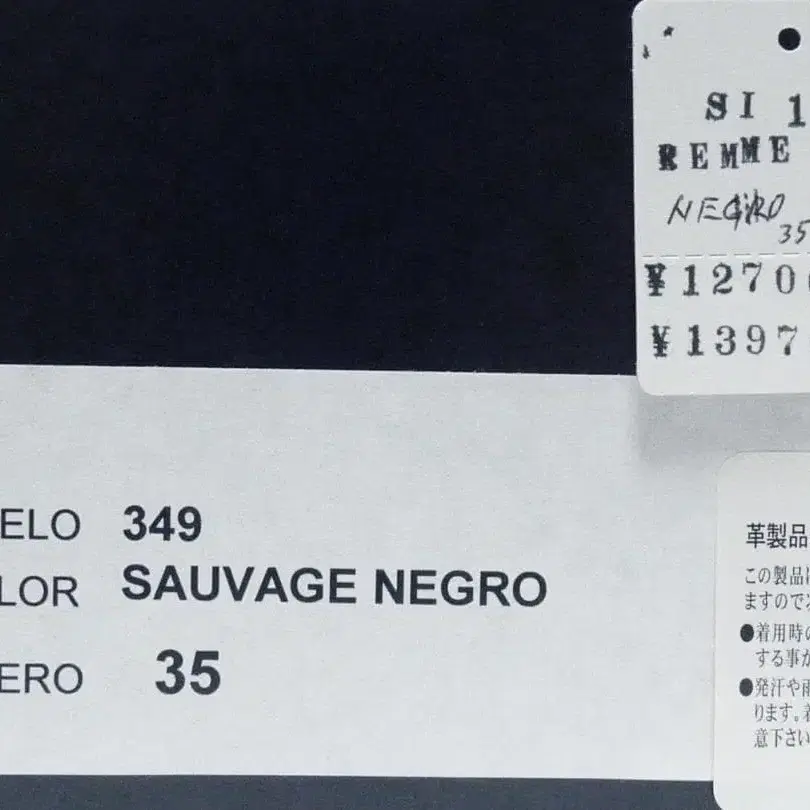 SI 1
REMME
NEGRO
35
¥1270
¥1397
ELO 349
LOR SAUVAGE NEGRO
ERO 35
革製品
この製品に
ますので
●着用時の
する事が
●発汗や雨
ります。着
意下さい